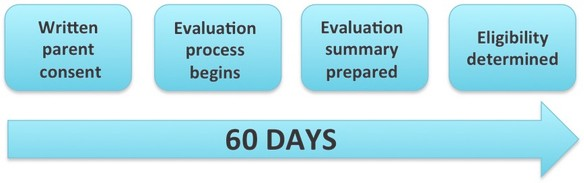 Written
parent
consent
Evaluation
process
begins
Evaluation
summary
prepared
Eligibility
determined
60 DAYS